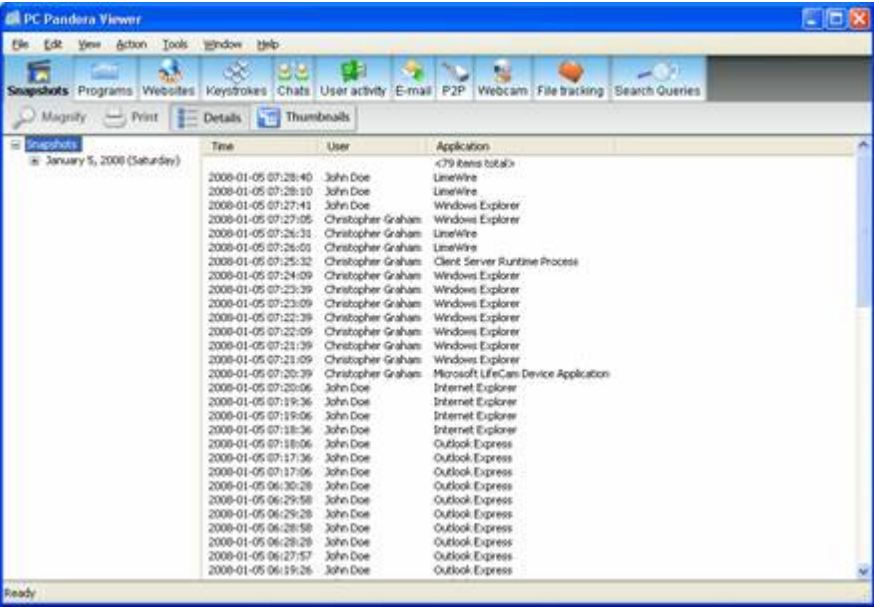 PC Pandora Viewer
File Edit View Action Tools Window Help
Snapshots Programs Websites Keystrokes Chats User activity E-mail P2P Webcam File tracking Search Queries
Magnify Print Details Thumbnails
Snapshots
January 5, 2008 (Saturday)
Time User Application
<79 items total>
2008-01-05 07:28:40 John Doe LimeWire
2008-01-05 07:28:10 John Doe LimeWire
2008-01-05 07:27:41 John Doe Windows Explorer
2008-01-05 07:27:05 Christopher Graham Windows Explorer
2008-01-05 07:26:31 Christopher Graham LimeWire
2008-01-05 07:26:01 Christopher Graham LimeWire
2008-01-05 07:25:32 Christopher Graham Client Server Runtime Process
2008-01-05 07:24:09 Christopher Graham Windows Explorer
2008-01-05 07:23:39 Christopher Graham Windows Explorer
2008-01-05 07:23:09 Christopher Graham Windows Explorer
2008-01-05 07:22:39 Christopher Graham Windows Explorer
2008-01-05 07:22:09 Christopher Graham Windows Explorer
2008-01-05 07:21:39 Christopher Graham Windows Explorer
2008-01-05 07:21:09 Christopher Graham Windows Explorer
2008-01-05 07:20:39 Christopher Graham Microsoft LifeCam Device Application
2008-01-05 07:20:06 John Doe Internet Explorer
2008-01-05 07:19:36 John Doe Internet Explorer
2008-01-05 07:19:06 John Doe Internet Explorer
2008-01-05 07:18:36 John Doe Internet Explorer
2008-01-05 07:18:06 John Doe Outlook Express
2008-01-05 07:17:36 John Doe Outlook Express
2008-01-05 07:17:06 John Doe Outlook Express
2008-01-05 06:30:28 John Doe Outlook Express
2008-01-05 06:29:58 John Doe Outlook Express
2008-01-05 06:29:28 John Doe Outlook Express
2008-01-05 06:28:58 John Doe Outlook Express
2008-01-05 06:28:28 John Doe Outlook Express
2008-01-05 06:27:57 John Doe Outlook Express
2008-01-05 06:19:26 John Doe Outlook Express
Ready